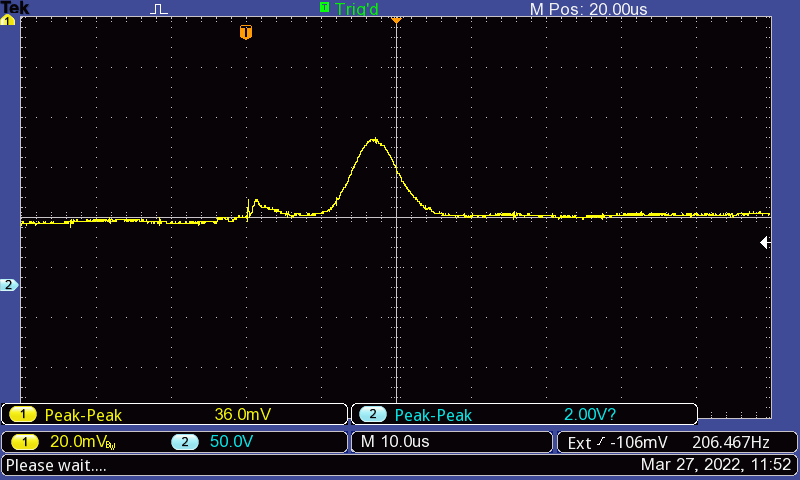 Tek T Trig'd M Pos: 20.00us
1
T
2
1 Peak-Peak 36.0mV 2 Peak-Peak 2.00V?
1 20.0mVBW 2 50.0V M 10.0us Ext -106mV 206.467Hz
Please wait.... Mar 27, 2022, 11:52